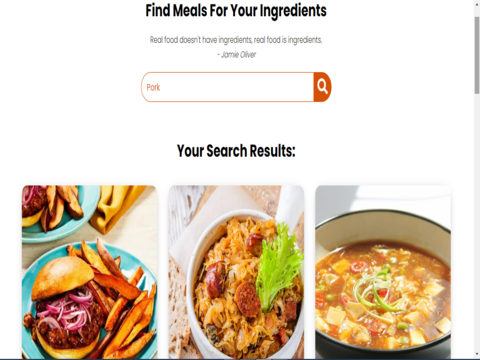 Find Meals For Your Ingredients
Real food doesn't have ingredients, real food is ingredients.
- Jamie Oliver
Pork
Your Search Results: